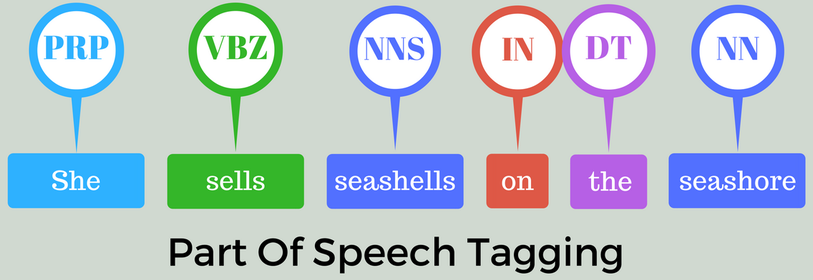 PRP VBZ NNS IN DT NN
She sells seashells on the seashore
Part Of Speech Tagging